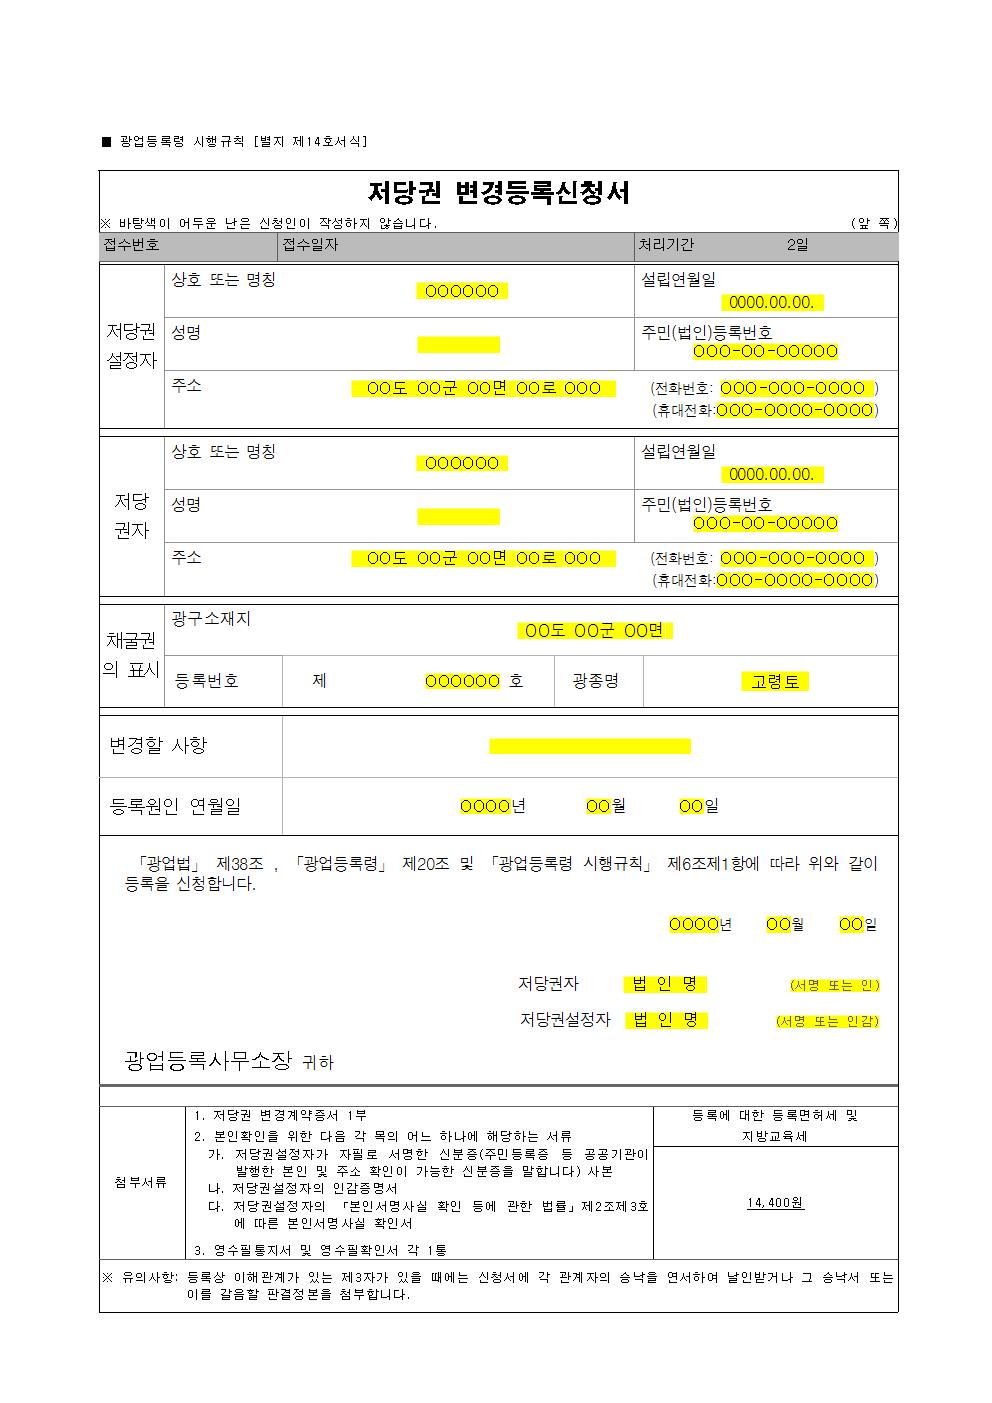 ■ 광업등록령 시행규칙 [별지 제14호서식]
저당권 변경등록신청서
※ 바탕색이 어두운 난은 신청인이 작성하지 않습니다. (앞 쪽)
접수번호 접수일자 처리기간 2일
저당권 설정자
상호 또는 명칭 OOOOOO 설립연월일 0000.00.00.
성명 주민(법인)등록번호 OOO-OO-OOOOO
주소 OO도 OO군 OO면 OO로 OOO (전화번호: OOO-OOO-OOOO )
(휴대전화:OOO-OOOO-OOOO)
저당 권자
상호 또는 명칭 OOOOOO 설립연월일 0000.00.00.
성명 주민(법인)등록번호 OOO-OO-OOOOO
주소 OO도 OO군 OO면 OO로 OOO (전화번호: OOO-OOO-OOOO )
(휴대전화:OOO-OOOO-OOOO)
채굴권 의 표시
광구소재지 OO도 OO군 OO면
등록번호 제 OOOOOO 호 광종명 고령토
변경할 사항
등록원인 연월일 OOOO년 OO월 OO일
「광업법」 제38조 , 「광업등록령」 제20조 및 「광업등록령 시행규칙」 제6조제1항에 따라 위와 같이
등록을 신청합니다.
OOOO년 OO월 OO일
저당권자 법 인 명 (서명 또는 인)
저당권설정자 법 인 명 (서명 또는 인감)
광업등록사무소장 귀하
첨부서류
1. 저당권 변경계약증서 1부
2. 본인확인을 위한 다음 각 목의 어느 하나에 해당하는 서류
가. 저당권설정자가 자필로 서명한 신분증(주민등록증 등 공공기관이
발행한 본인 및 주소 확인이 가능한 신분증을 말합니다) 사본
나. 저당권설정자의 인감증명서
다. 저당권설정자의 「본인서명사실 확인 등에 관한 법률」제2조제3호
에 따른 본인서명사실 확인서
3. 영수필통지서 및 영수필확인서 각 1통
등록에 대한 등록면허세 및
지방교육세
14,400원
※ 유의사항: 등록상 이해관계가 있는 제3자가 있을 때에는 신청서에 각 관계자의 승낙을 연서하여 날인받거나 그 승낙서 또는
이를 갈음할 판결정본을 첨부합니다.